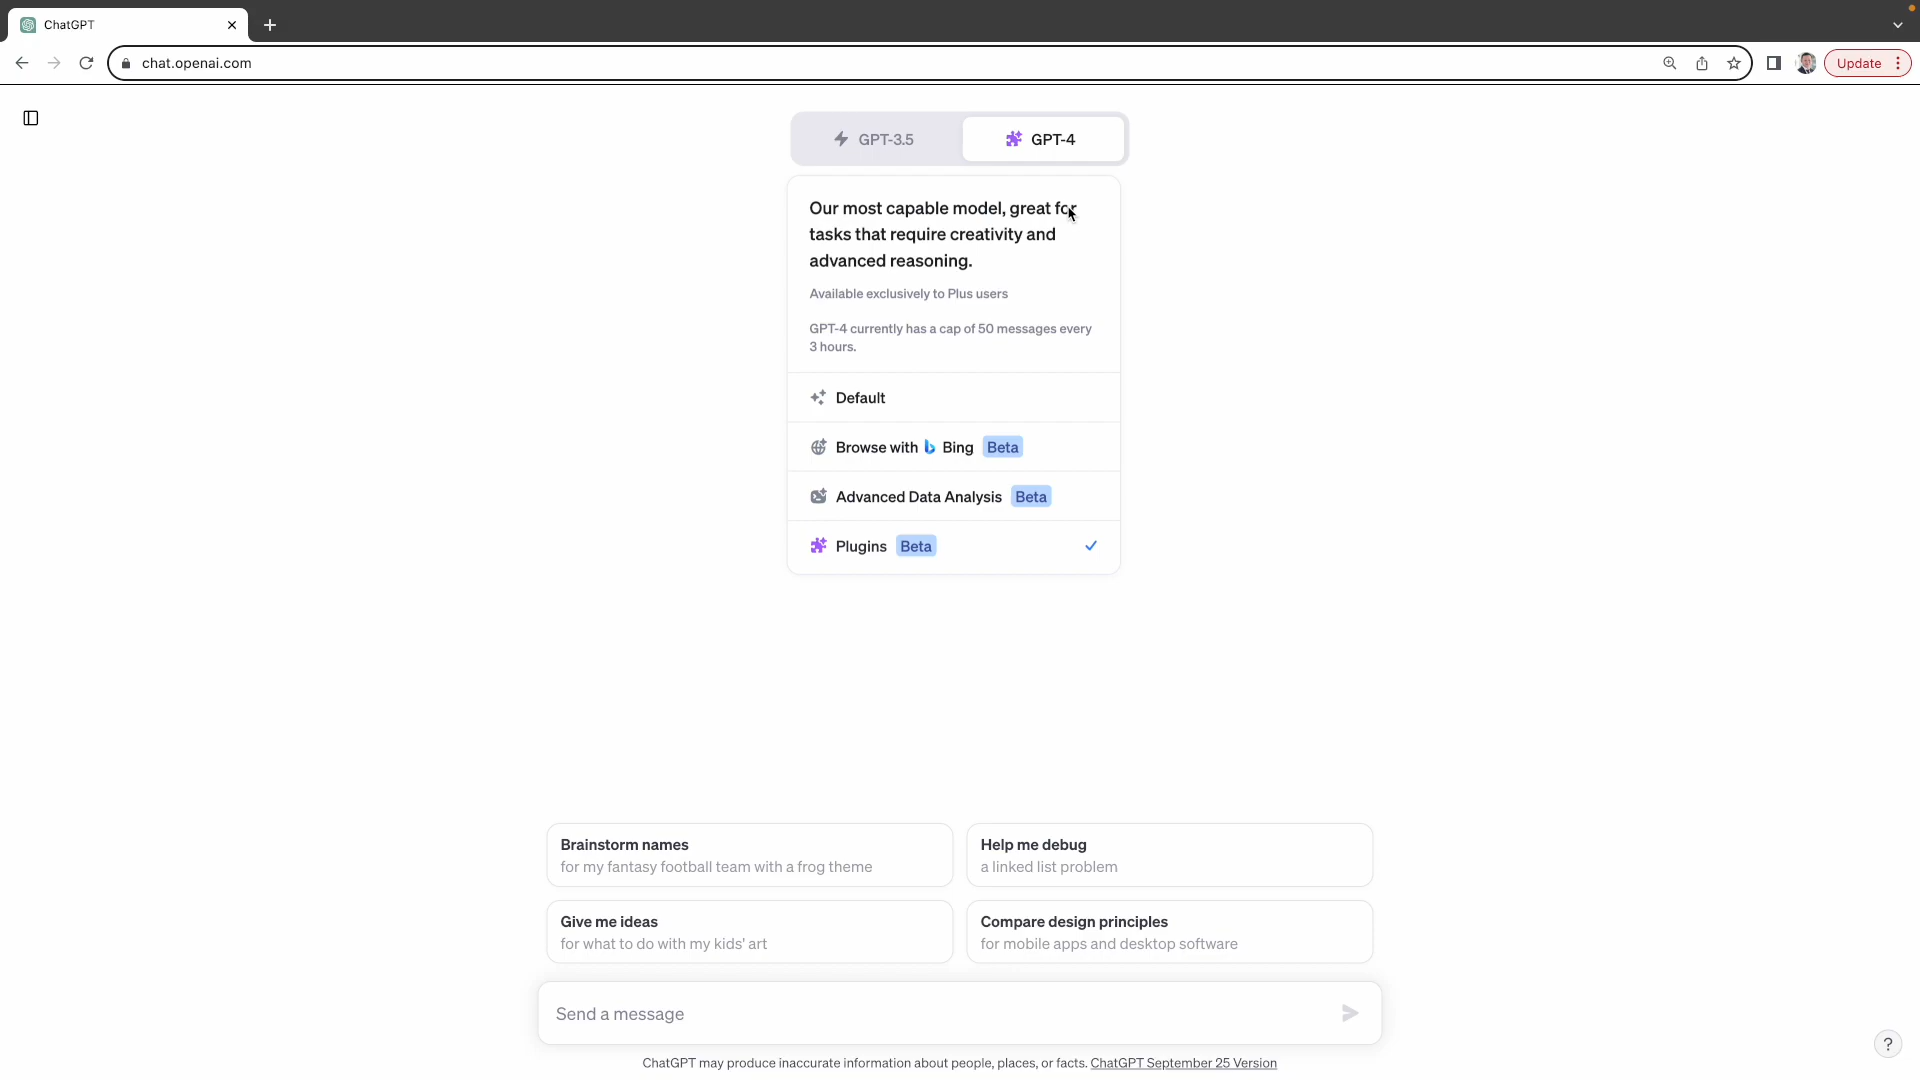 ChatGPT
chat.openai.com
Update
GPT-3.5
GPT-4
Our most capable model, great for
tasks that require creativity and
advanced reasoning.
Available exclusively to Plus users
GPT-4 currently has a cap of 50 messages every
3 hours.
Default
Browse with Bing Beta
Advanced Data Analysis Beta
Plugins Beta
Brainstorm names
for my fantasy football team with a frog theme
Help me debug
a linked list problem
Give me ideas
for what to do with my kids' art
Compare design principles
for mobile apps and desktop software
Send a message
ChatGPT may produce inaccurate information about people, places, or facts. ChatGPT September 25 Version
?